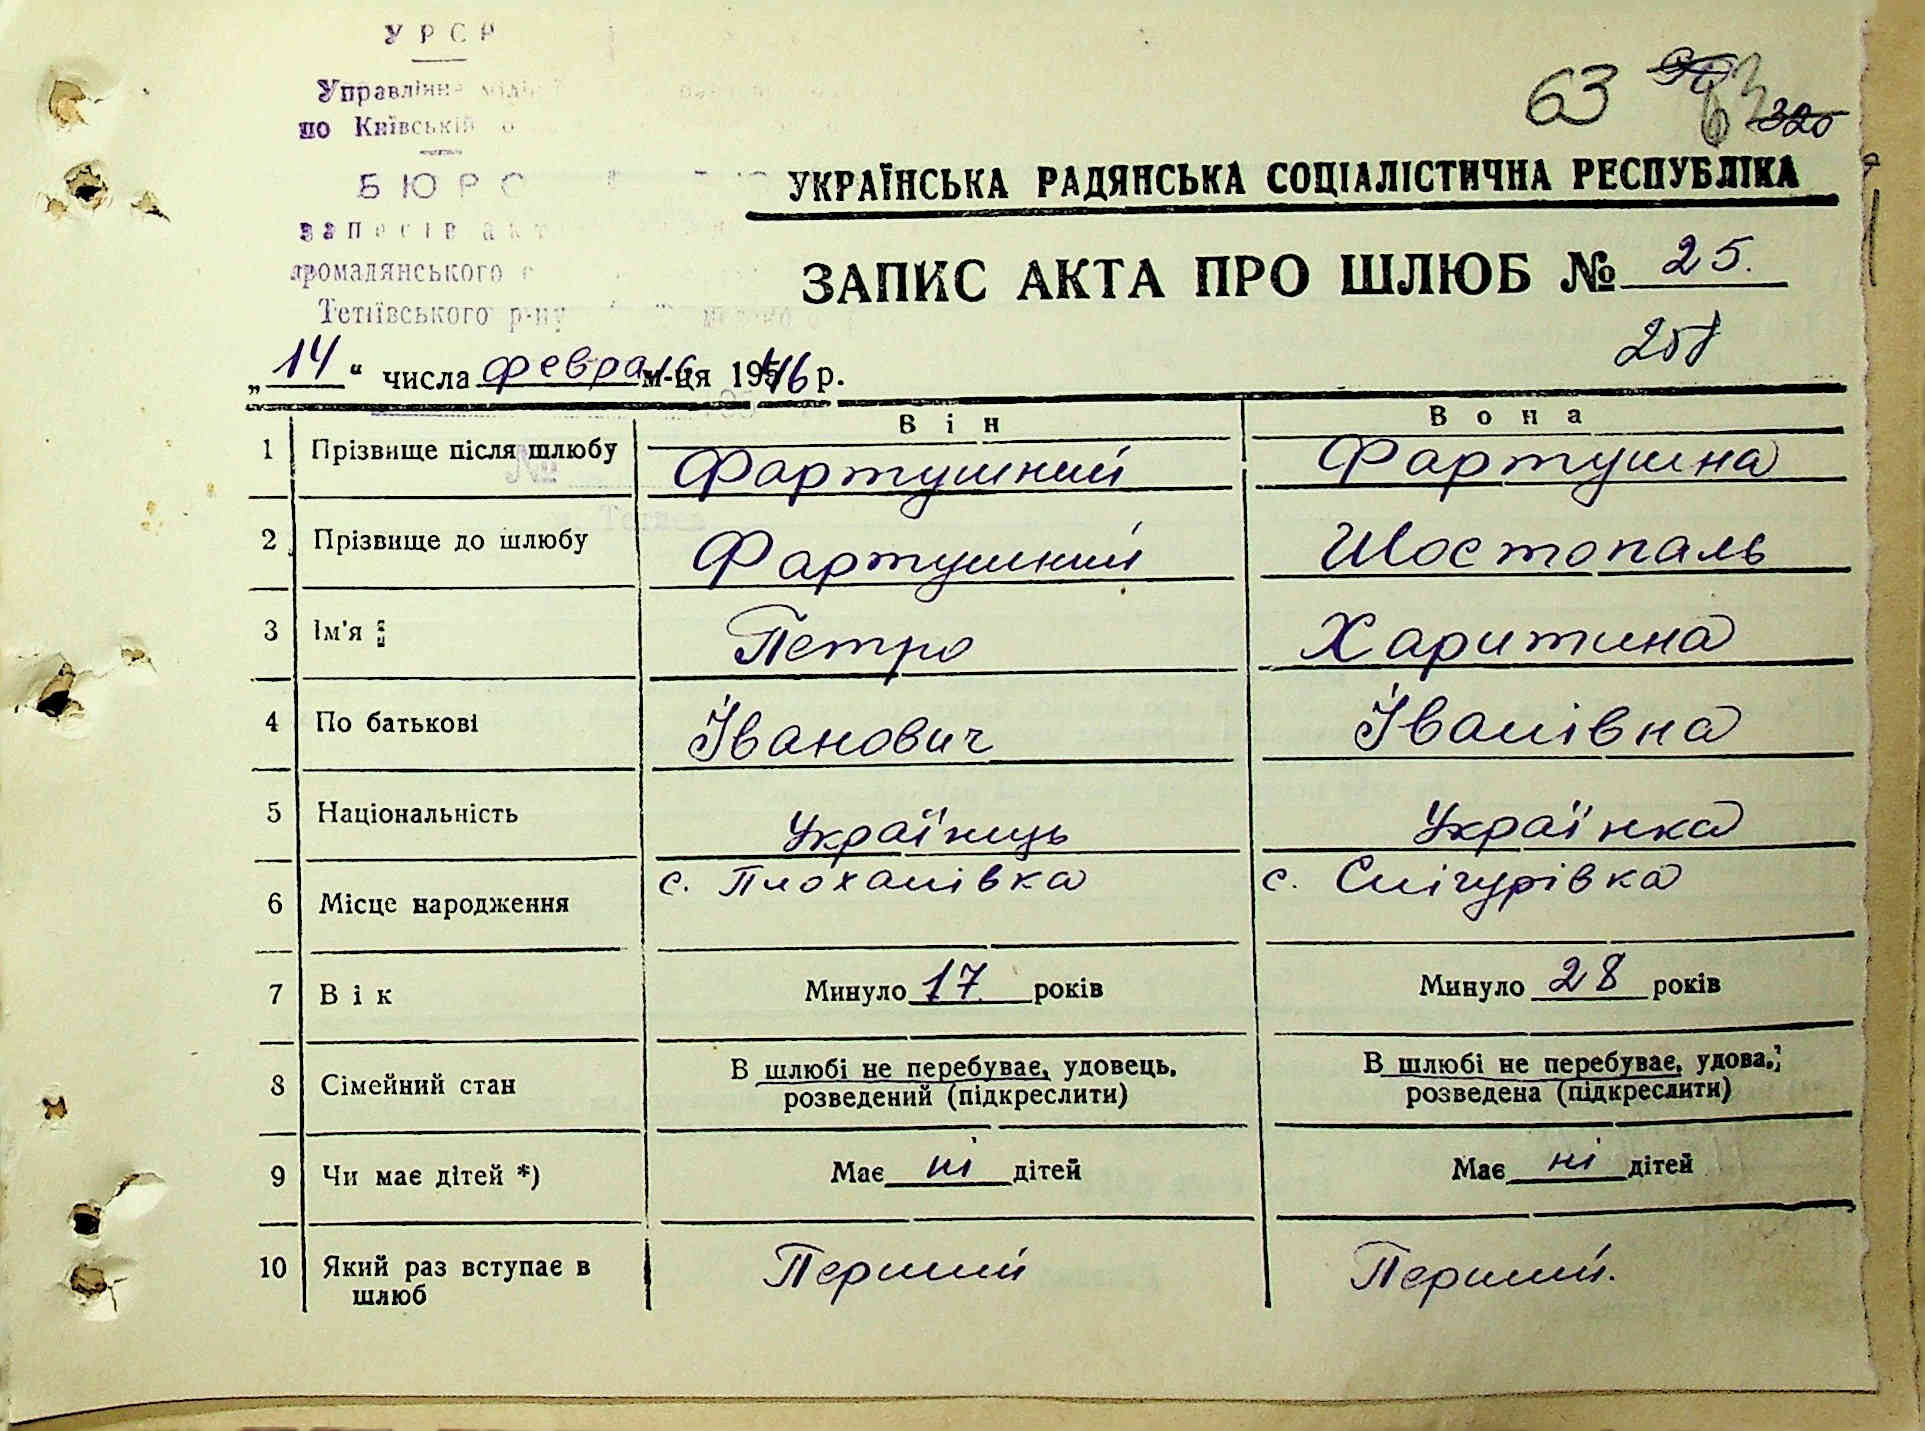 УРСР
63
320
Управління
по Київській
УКРАЇНСЬКА РАДЯНСЬКА СОЦІАЛІСТИЧНА РЕСПУБЛІКА
БЮРО
записів
громадянського
Тетіївського р-ну
ЗАПИС АКТА ПРО ШЛЮБ № 25.
258
„14“ числа февраля м-ця 1946 р.
Він Вона
1 Прізвище після шлюбу Фартушний Фартушна
2 Прізвище до шлюбу Фартушний Шостопаль
3 Ім'я Петро Харитина
4 По батькові Іванович Іванівна
5 Національність Українець Українка
6 Місце народження с. Плоханівка с. Снігурівка
7 Вік Минуло 17 років Минуло 28 років
8 Сімейний стан В шлюбі не перебуває, удовець, розведений (підкреслити) В шлюбі не перебуває, удова, розведена (підкреслити)
9 Чи має дітей *) Має ні дітей Має ні дітей
10 Який раз вступає в шлюб Перший Перший.